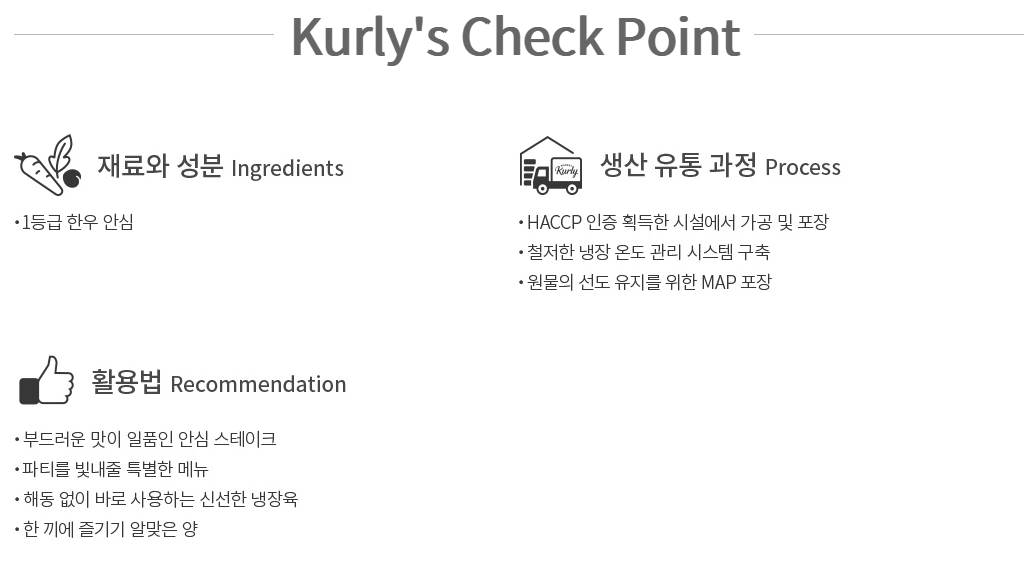 Kurly's Check Point
재료와 성분 Ingredients
• 1등급 한우 안심
Kurly
생산 유통 과정 Process
• HACCP 인증 획득한 시설에서 가공 및 포장
• 철저한 냉장 온도 관리 시스템 구축
• 원물의 선도 유지를 위한 MAP 포장
활용법 Recommendation
• 부드러운 맛이 일품인 안심 스테이크
• 파티를 빛내줄 특별한 메뉴
• 해동 없이 바로 사용하는 신선한 냉장육
• 한 끼에 즐기기 알맞은 양